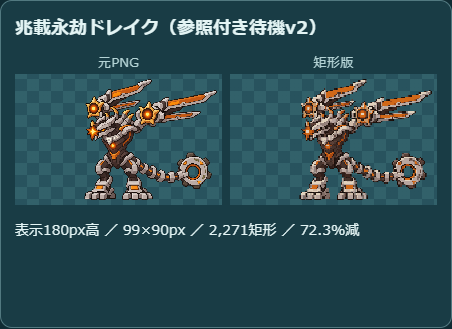 兆載永劫ドレイク（参照付き待機v2）
元PNG
矩形版
表示180px高 ／ 99×90px ／ 2,271矩形 ／ 72.3%減